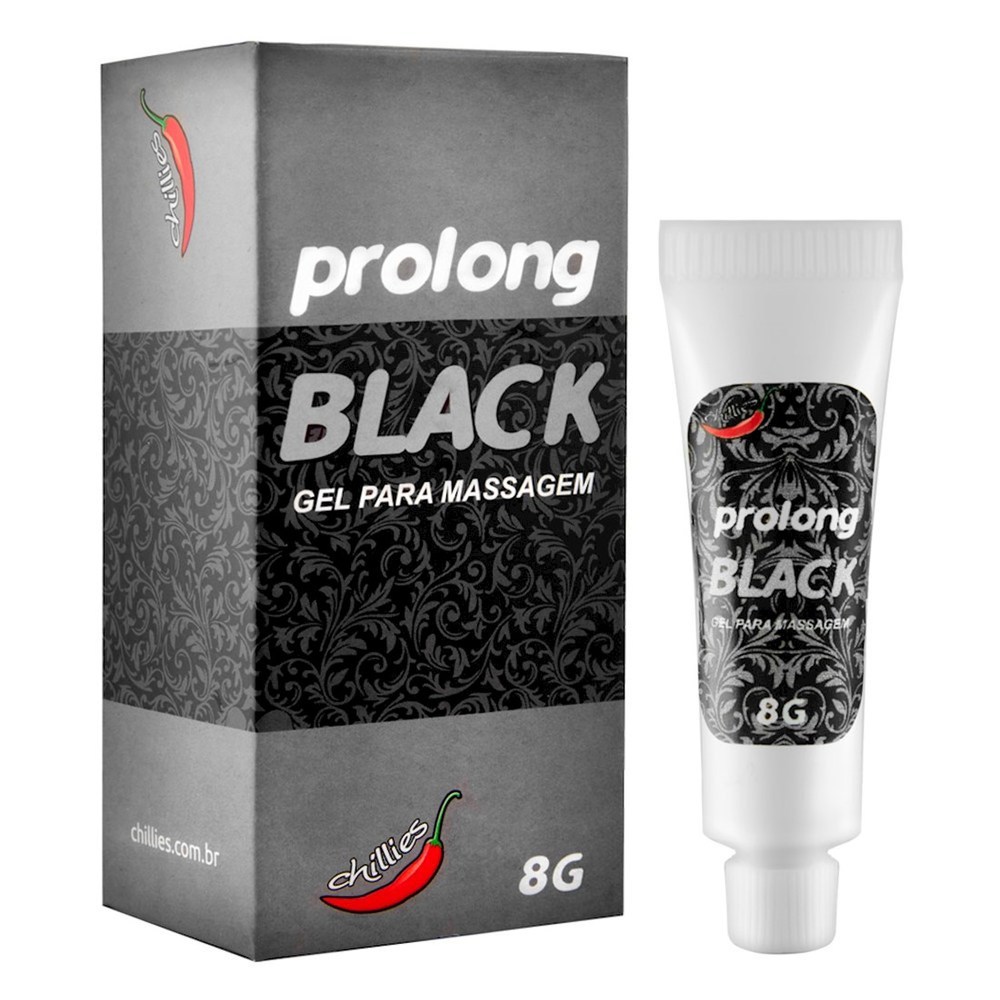 chillies
chillies.com.br
prolong
BLACK
GEL PARA MASSAGEM
chillies
8G
chillies
prolong
BLACK
GEL PARA MASSAGEM
8G